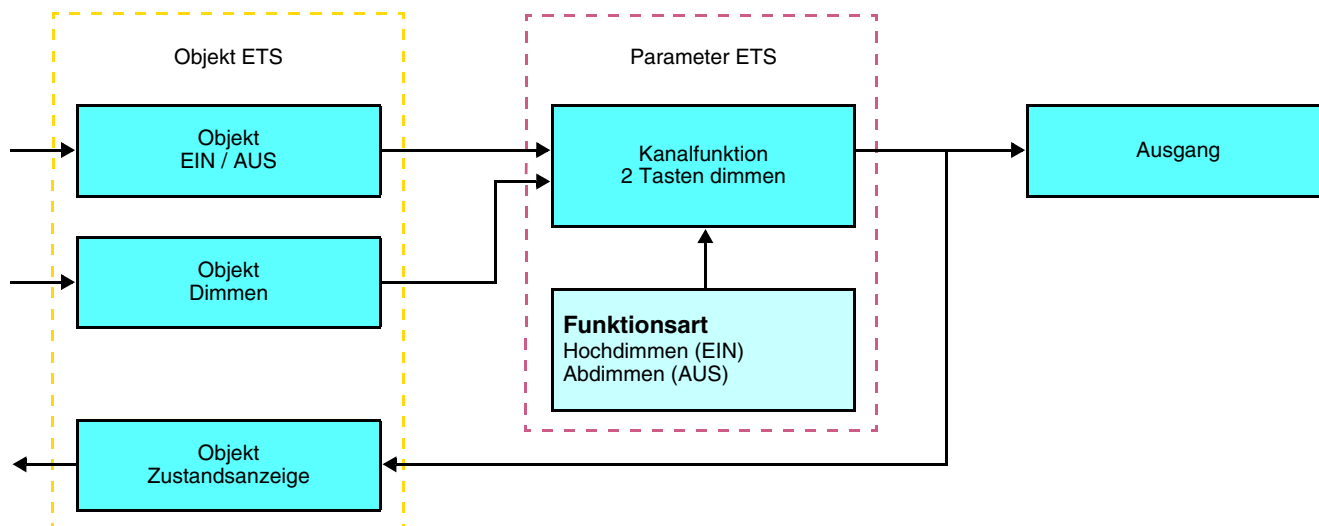 Objekt ETS
Parameter ETS
Objekt
EIN / AUS
Kanalfunktion
2 Tasten dimmen
Ausgang
Objekt
Dimmen
Funktionsart
Hochdimmen (EIN)
Abdimmen (AUS)
Objekt
Zustandsanzeige